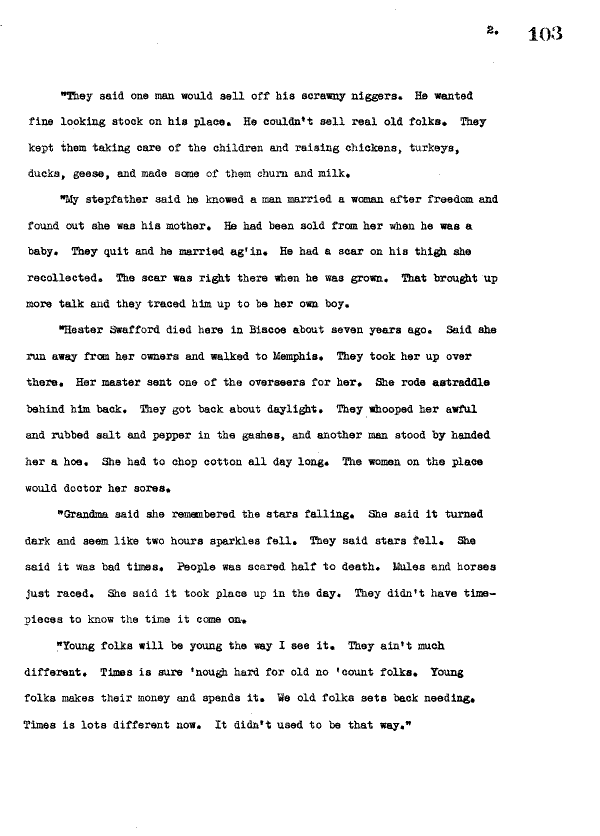 2. 103
"They said one man would sell off his scrawny niggers. He wanted
fine looking stock on his place. He couldn't sell real old folks. They
kept them taking care of the children and raising chickens, turkeys,
ducks, geese, and made some of them churn and milk.
"My stepfather said he knowed a man married a woman after freedom and
found out she was his mother. He had been sold from her when he was a
baby. They quit and he married ag'in. He had a scar on his thigh she
recollected. The scar was right there when he was grown. That brought up
more talk and they traced him up to be her own boy.
"Hester Swafford died here in Biscoe about seven years ago. Said she
run away from her owners and walked to Memphis. They took her up over
there. Her master sent one of the overseers for her. She rode astraddle
behind him back. They got back about daylight. They whooped her awful
and rubbed salt and pepper in the gashes, and another man stood by handed
her a hoe. She had to chop cotton all day long. The women on the place
would doctor her sores.
"Grandma said she remembered the stars falling. She said it turned
dark and seem like two hours sparkles fell. They said stars fell. She
said it was bad times. People was scared half to death. Mules and horses
just raced. She said it took place up in the day. They didn't have time-
pieces to know the time it come on.
"Young folks will be young the way I see it. They ain't much
different. Times is sure 'nough hard for old no 'count folks. Young
folks makes their money and spends it. We old folks sets back needing.
Times is lots different now. It didn't used to be that way."